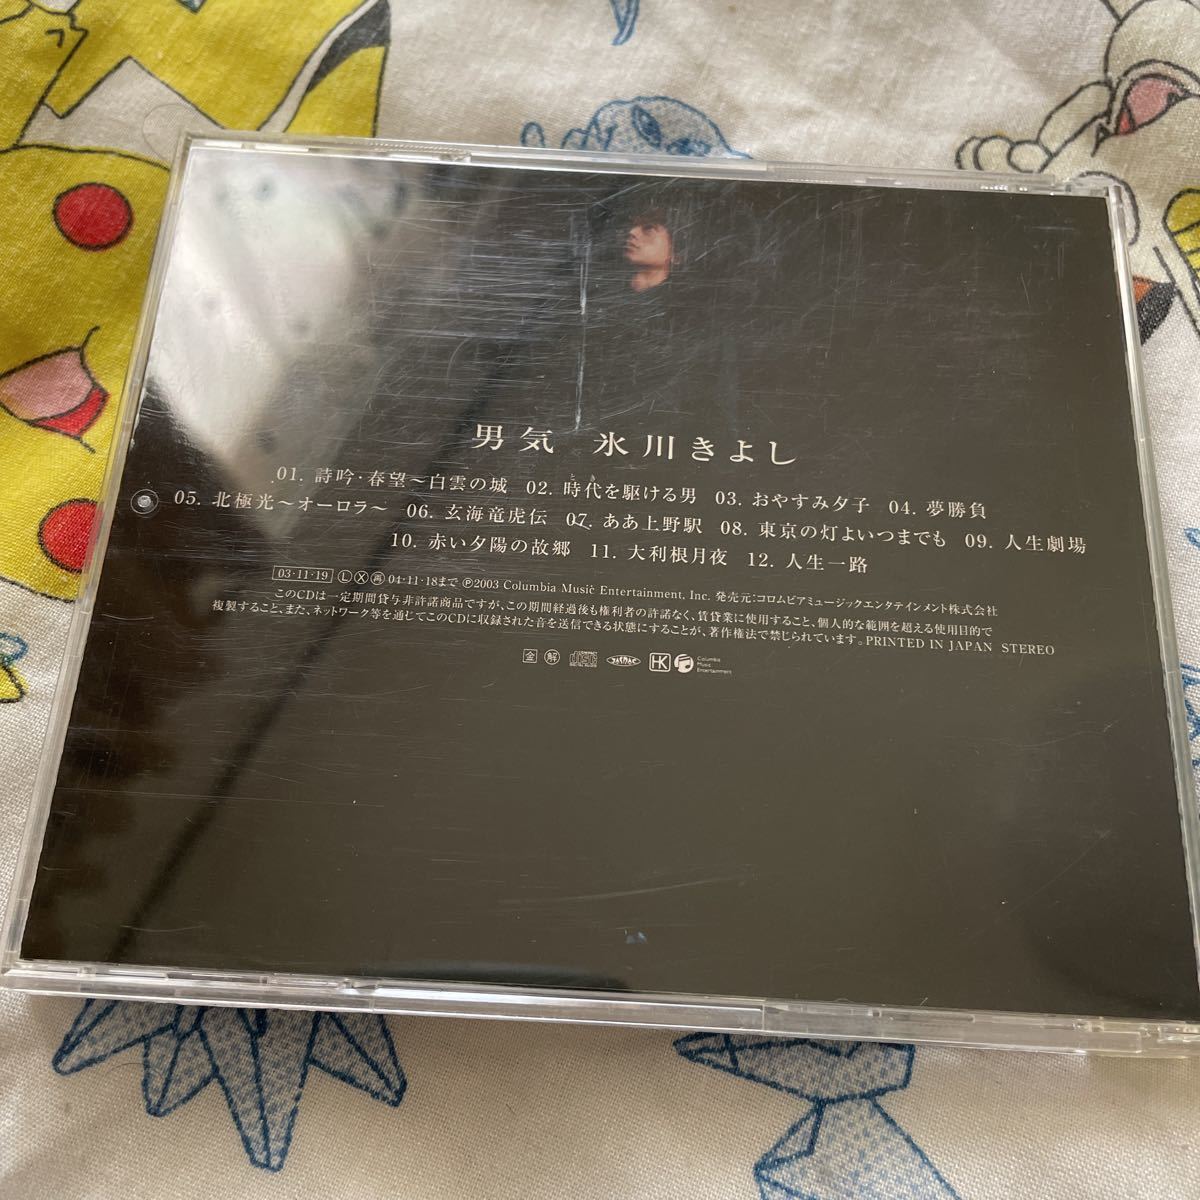 男気 氷川きよし
01. 詩吟・春望〜白雲の城 02. 時代を駆ける男 03. おやすみ夕子 04. 夢勝負
とき
05. 北極光〜オーロラ〜 06. 玄海竜虎伝 07. ああ上野駅 08. 東京の灯よいつまでも 09. 人生劇場
10. 赤い夕陽の故郷 11. 大利根月夜 12. 人生一路
03・11・19 Ⓛ Ⓧ 再 04・11・18まで Ⓟ2003 Columbia Music Entertainment, Inc. 発売元:コロムビアミュージックエンタテインメント株式会社
このCDは一定期間貸与非許諾商品ですが、この期間経過後も権利者の許諾なく、賃貸業に使用すること、個人的な範囲を超える使用目的で
複製すること、また、ネットワーク等を通じてこのCDに収録された音を送信できる状態にすることが、著作権法で禁じられています。PRINTED IN JAPAN STEREO
金 解 COMPACT disc DIGITAL AUDIO JASRAC HK Columbia
Music
Entertainment